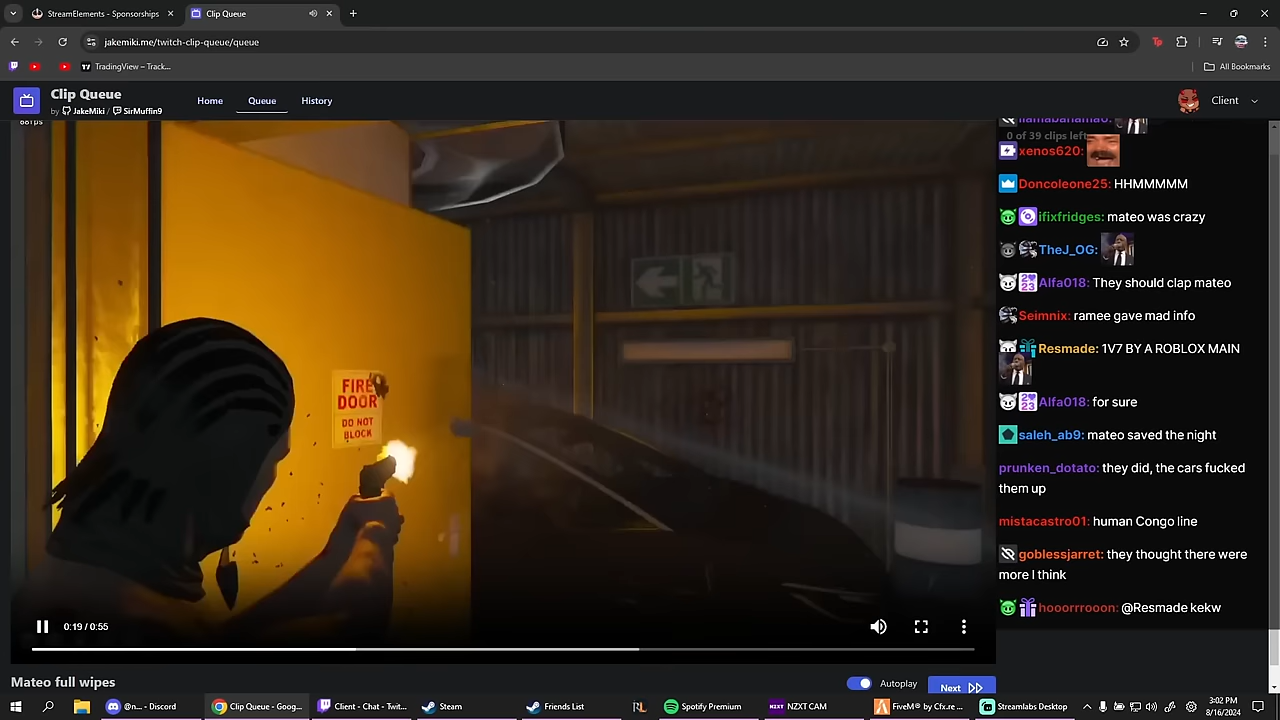 StreamElements - Sponsorships
Clip Queue
jakemiki.me/twitch-clip-queue/queue
TradingView – Track...
All Bookmarks
Clip Queue
by JakeMiki / SirMuffin9
Home
Queue
History
Client
0 of 39 clips left
FIRE
DOOR
DO NOT
BLOCK
0:19 / 0:55
xenos620:
Doncoleone25: HHMMMMM
ifixfridges: mateo was crazy
TheJ_OG:
Alfa018: They should clap mateo
Seimnix: ramee gave mad info
Resmade: 1V7 BY A ROBLOX MAIN
Alfa018: for sure
saleh_ab9: mateo saved the night
prunken_dotato: they did, the cars fucked
them up
mistacastro01: human Congo line
goblessjarret: they thought there were
more I think
hooorrrooon: @Resmade kekw
Mateo full wipes
Autoplay
Next
@n... - Discord
Clip Queue - Goog...
Client - Chat - Twit...
Steam
Friends List
Spotify Premium
NZXT CAM
FiveM® by Cfx.re ...
Streamlabs Desktop
3:02 PM
8/16/2024